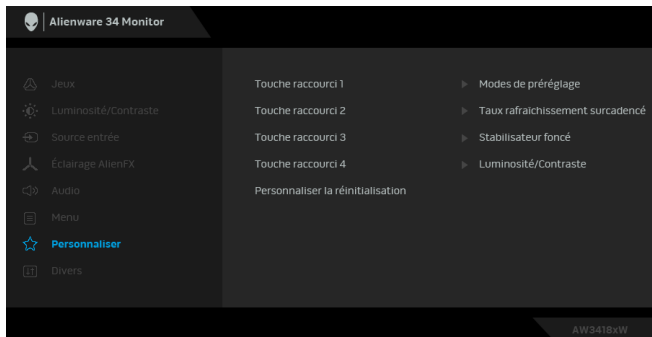 Alienware 34 Monitor
Jeux
Luminosité/Contraste
Source entrée
Éclairage AlienFX
Audio
Menu
Personnaliser
Divers
Touche raccourci 1 Modes de préréglage
Touche raccourci 2 Taux rafraîchissement surcadencé
Touche raccourci 3 Stabilisateur foncé
Touche raccourci 4 Luminosité/Contraste
Personnaliser la réinitialisation
AW3418xW